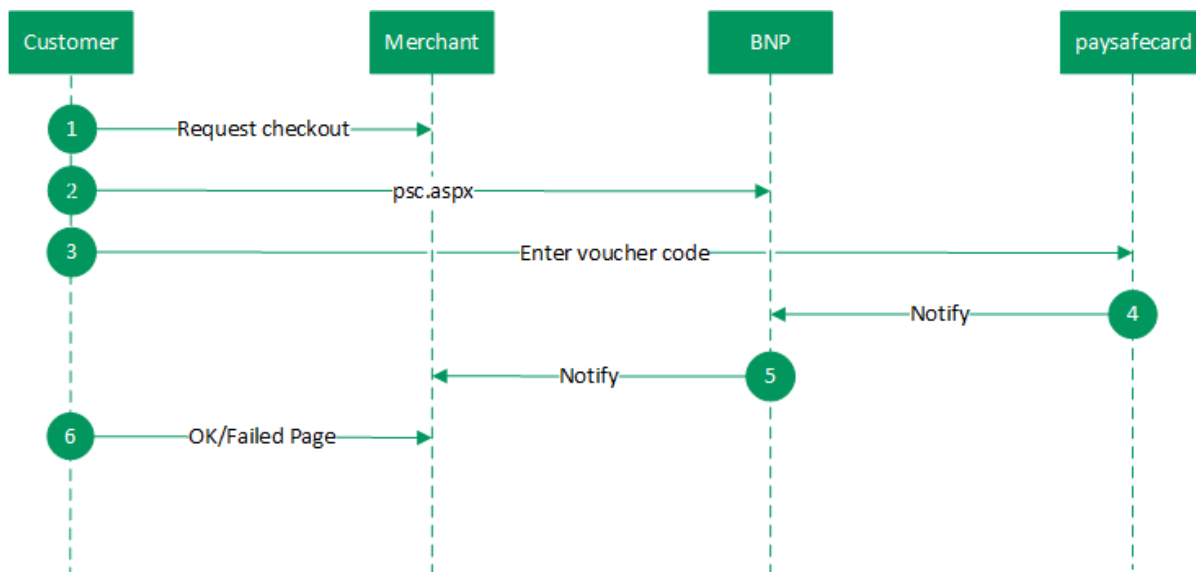 Customer
Merchant
BNP
paysafecard
1
Request checkout
2
psc.aspx
3
Enter voucher code
Notify
4
Notify
5
6
OK/Failed Page